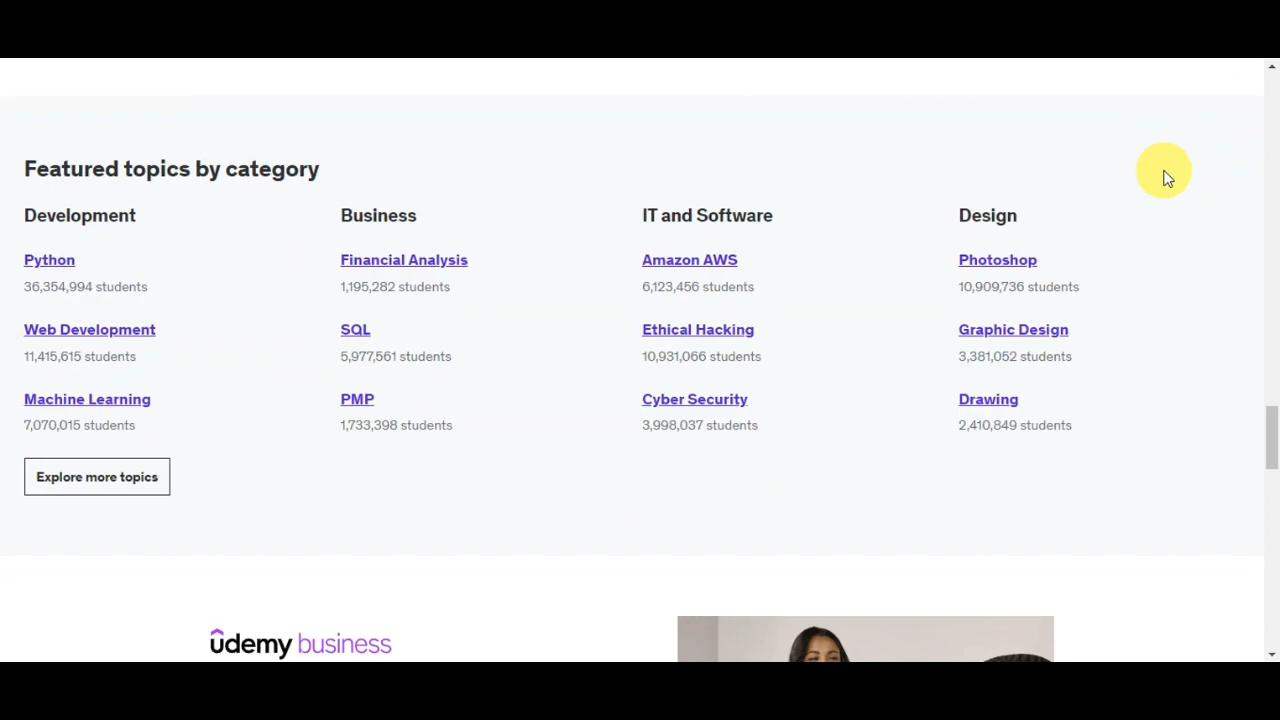 Featured topics by category
Development
Business
IT and Software
Design
Python
Financial Analysis
Amazon AWS
Photoshop
36,354,994 students
1,195,282 students
6,123,456 students
10,909,736 students
Web Development
SQL
Ethical Hacking
Graphic Design
11,415,615 students
5,977,561 students
10,931,066 students
3,381,052 students
Machine Learning
PMP
Cyber Security
Drawing
7,070,015 students
1,733,398 students
3,998,037 students
2,410,849 students
Explore more topics
ûdemy business